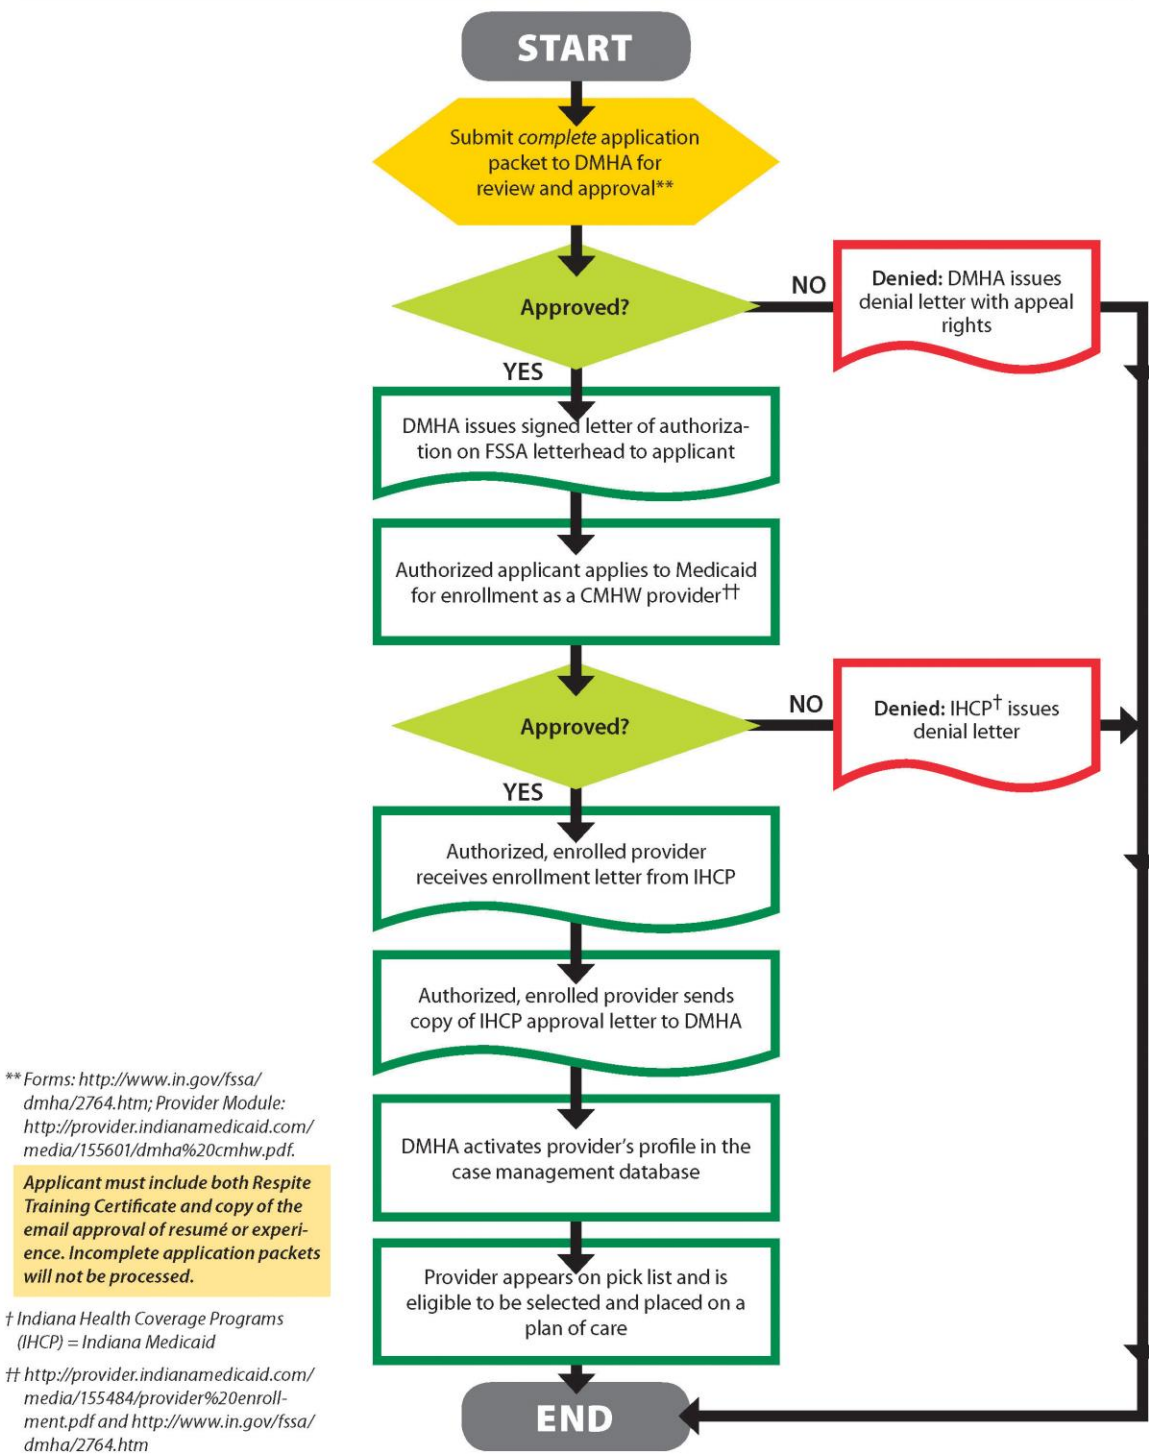 START
Submit complete application
packet to DMHA for
review and approval**
Approved?
NO
Denied: DMHA issues
denial letter with appeal
rights
YES
DMHA issues signed letter of authoriza-
tion on FSSA letterhead to applicant
Authorized applicant applies to Medicaid
for enrollment as a CMHW provider††
Approved?
NO
Denied: IHCP† issues
denial letter
YES
Authorized, enrolled provider
receives enrollment letter from IHCP
Authorized, enrolled provider sends
copy of IHCP approval letter to DMHA
DMHA activates provider's profile in the
case management database
Provider appears on pick list and is
eligible to be selected and placed on a
plan of care
END
** Forms: http://www.in.gov/fssa/
dmha/2764.htm; Provider Module:
http://provider.indianamedicaid.com/
media/155601/dmha%20cmhw.pdf.
Applicant must include both Respite
Training Certificate and copy of the
email approval of resumé or experi-
ence. Incomplete application packets
will not be processed.
† Indiana Health Coverage Programs
(IHCP) = Indiana Medicaid
†† http://provider.indianamedicaid.com/
media/155484/provider%20enroll-
ment.pdf and http://www.in.gov/fssa/
dmha/2764.htm